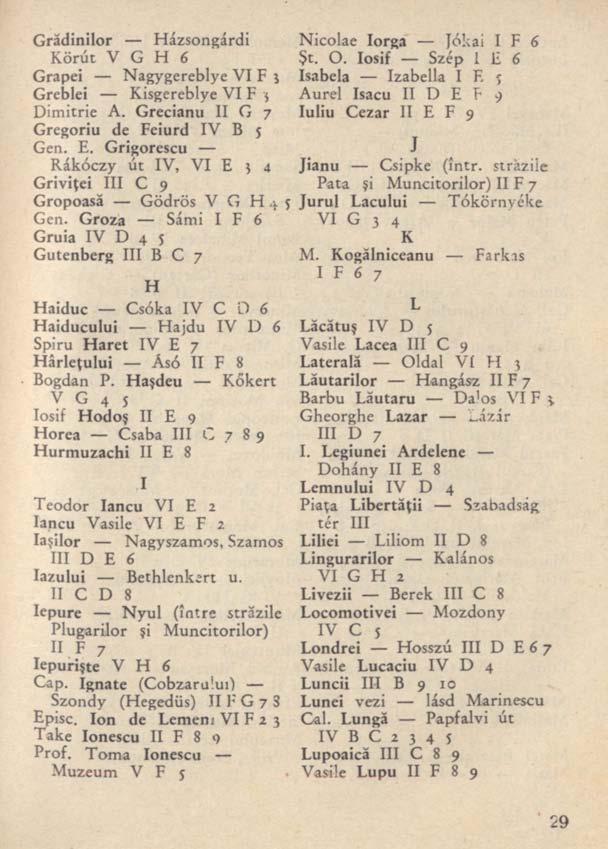 Grădinilor — Házsongárdi
Körút V G H 6
Grapei — Nagygereblye VI F 3
Greblei — Kisgereblye VI F 3
Dimitrie A. Grecianu II G 7
Gregoriu de Feiurd IV B 5
Gen. E. Grigorescu —
Rákóczy út IV, VI E 3 4
Griviței III C 9
Gropoasă — Gödrös V G H 4 5
Gen. Groza — Sámi I F 6
Gruia IV D 4 5
Gutenberg III B C 7
H
Haiduc — Csóka IV C D 6
Haiducului — Hajdu IV D 6
Spiru Haret IV E 7
Hârlețului — Ásó II F 8
Bogdan P. Hașdeu — Kőkert
V G 4 5
Iosif Hodoș II E 9
Horea — Csaba III C 7 8 9
Hurmuzachi II E 8
I
Teodor Iancu VI E 2
Iancu Vasile VI E F 2
Iașilor — Nagyszamos, Szamos
III D E 6
Iazului — Bethlenkert u.
II C D 8
Iepure — Nyul (între străzile
Plugarilor și Muncitorilor)
II F 7
Iepuriște V H 6
Cap. Ignate (Cobzarului) —
Szondy (Hegedüs) II F G 7 8
Episc. Ion de Lemeni VI F 2 3
Take Ionescu II F 8 9
Prof. Toma Ionescu —
Muzeum V F 5
Nicolae Iorga — Jókai I F 6
Șt. O. Iosif — Szép I E 6
Isabela — Izabella I E 5
Aurel Isacu II D E F 9
Iuliu Cezar II E F 9
J
Jianu — Csipke (într. străzile
Pata și Muncitorilor) II F 7
Jurul Lacului — Tókörnyéke
VI G 3 4
K
M. Kogălniceanu — Farkas
I F 6 7
L
Lăcătuș IV D 5
Vasile Lacea III C 9
Laterală — Oldal VI H 3
Lăutarilor — Hangász II F 7
Barbu Lăutaru — Dalos VI F 3
Gheorghe Lazar — Lázár
III D 7
I. Legiunei Ardelene —
Dohány II E 8
Lemnului IV D 4
Piața Libertății — Szabadság
tér III
Liliei — Liliom II D 8
Lingurarilor — Kalános
VI G H 2
Livezii — Berek III C 8
Locomotivei — Mozdony
IV C 5
Londrei — Hosszú III D E 6 7
Vasile Lucaciu IV D 4
Luncii III B 9 10
Lunei vezi — lásd Marinescu
Cal. Lungă — Papfalvi út
IV B C 2 3 4 5
Lupoaică III C 8 9
Vasile Lupu II F 8 9
29